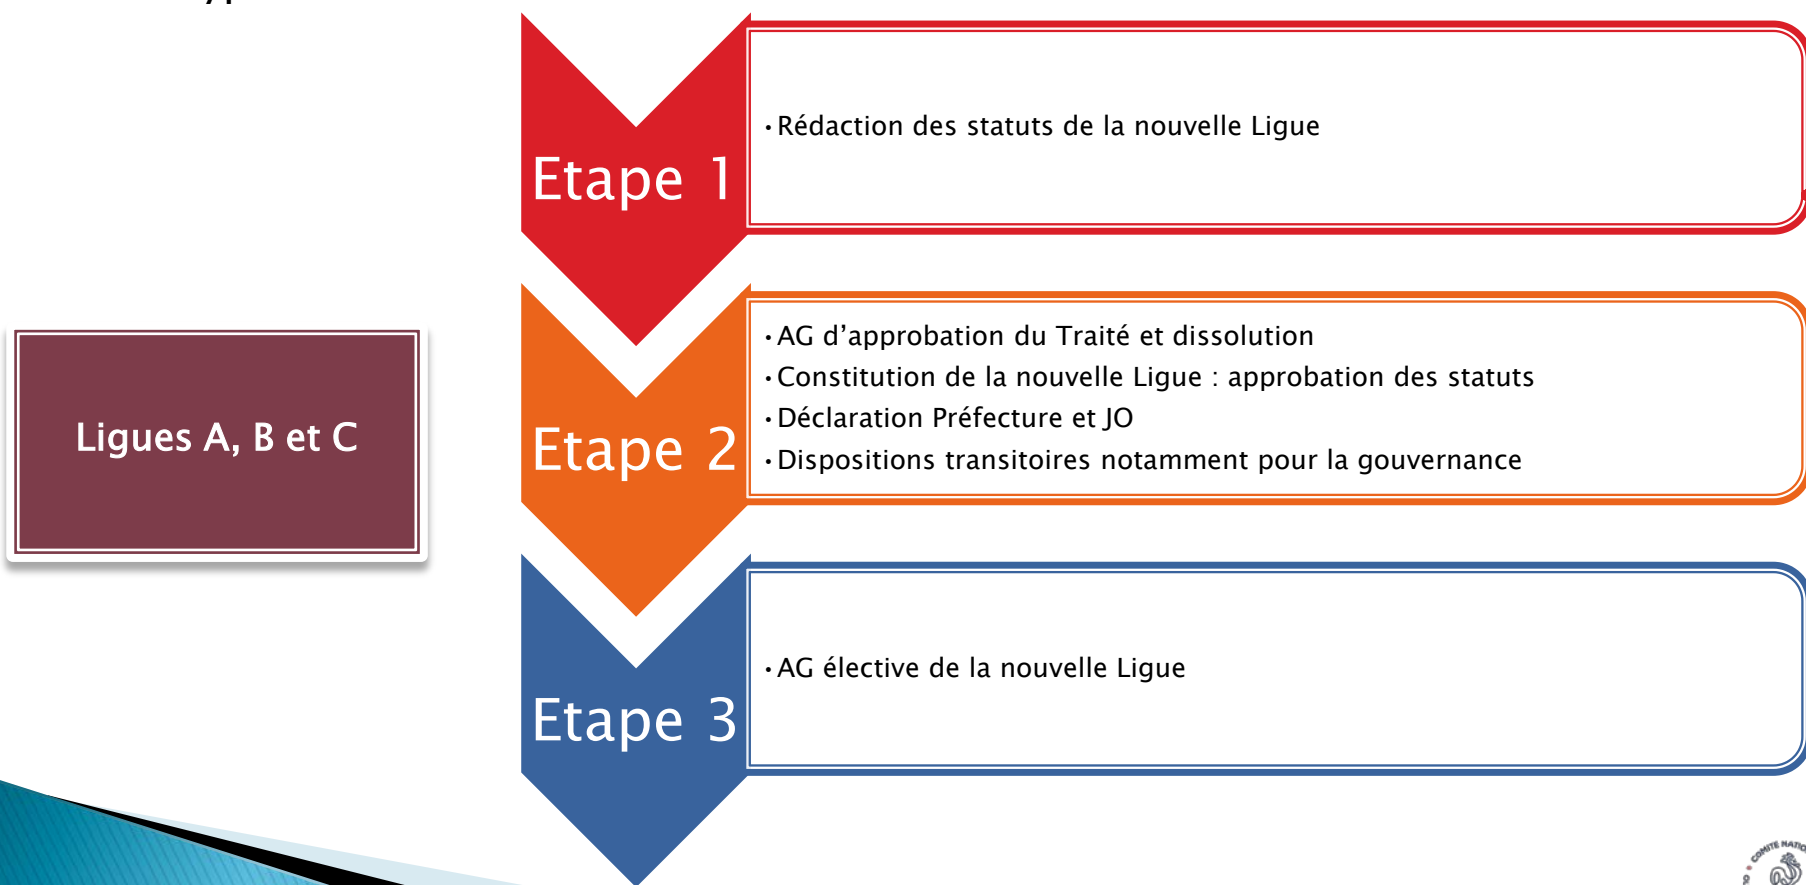 Ligues A, B et C
Etape 1
•Rédaction des statuts de la nouvelle Ligue
Etape 2
•AG d’approbation du Traité et dissolution
•Constitution de la nouvelle Ligue : approbation des statuts
•Déclaration Préfecture et JO
•Dispositions transitoires notamment pour la gouvernance
Etape 3
•AG élective de la nouvelle Ligue
COMITÉ